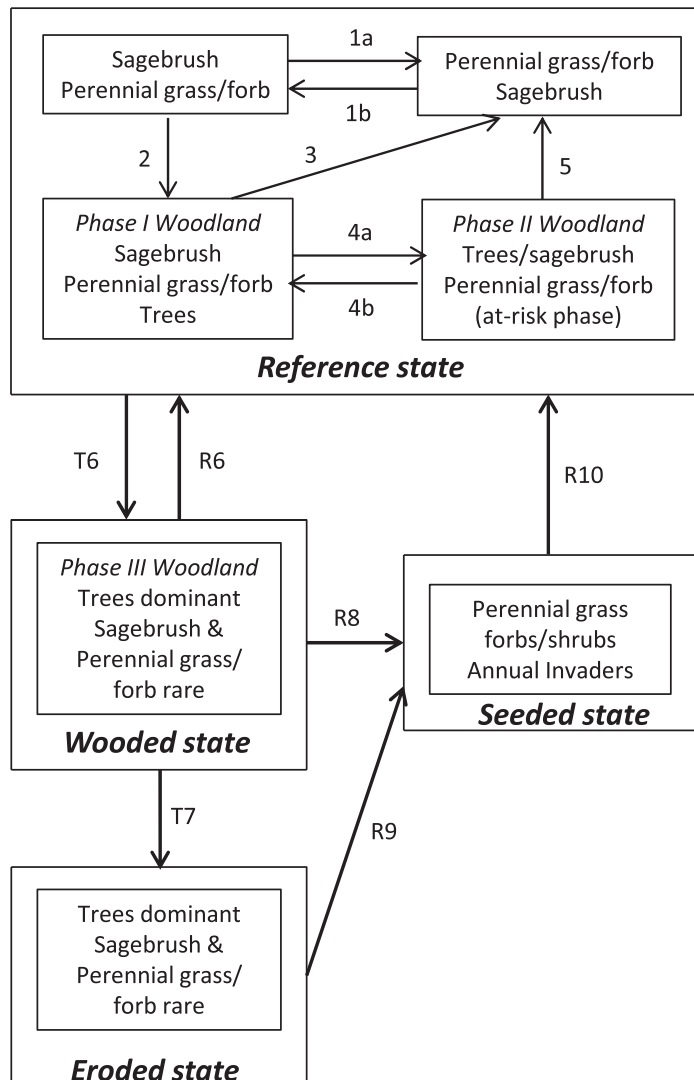 Sagebrush
Perennial grass/forb
1a
1b
Perennial grass/forb
Sagebrush
2
3
5
Phase I Woodland
Sagebrush
Perennial grass/forb
Trees
4a
4b
Phase II Woodland
Trees/sagebrush
Perennial grass/forb
(at-risk phase)
Reference state
T6
R6
R10
Phase III Woodland
Trees dominant
Sagebrush &
Perennial grass/
forb rare
Wooded state
R8
Perennial grass
forbs/shrubs
Annual Invaders
Seeded state
T7
R9
Trees dominant
Sagebrush &
Perennial grass/
forb rare
Eroded state